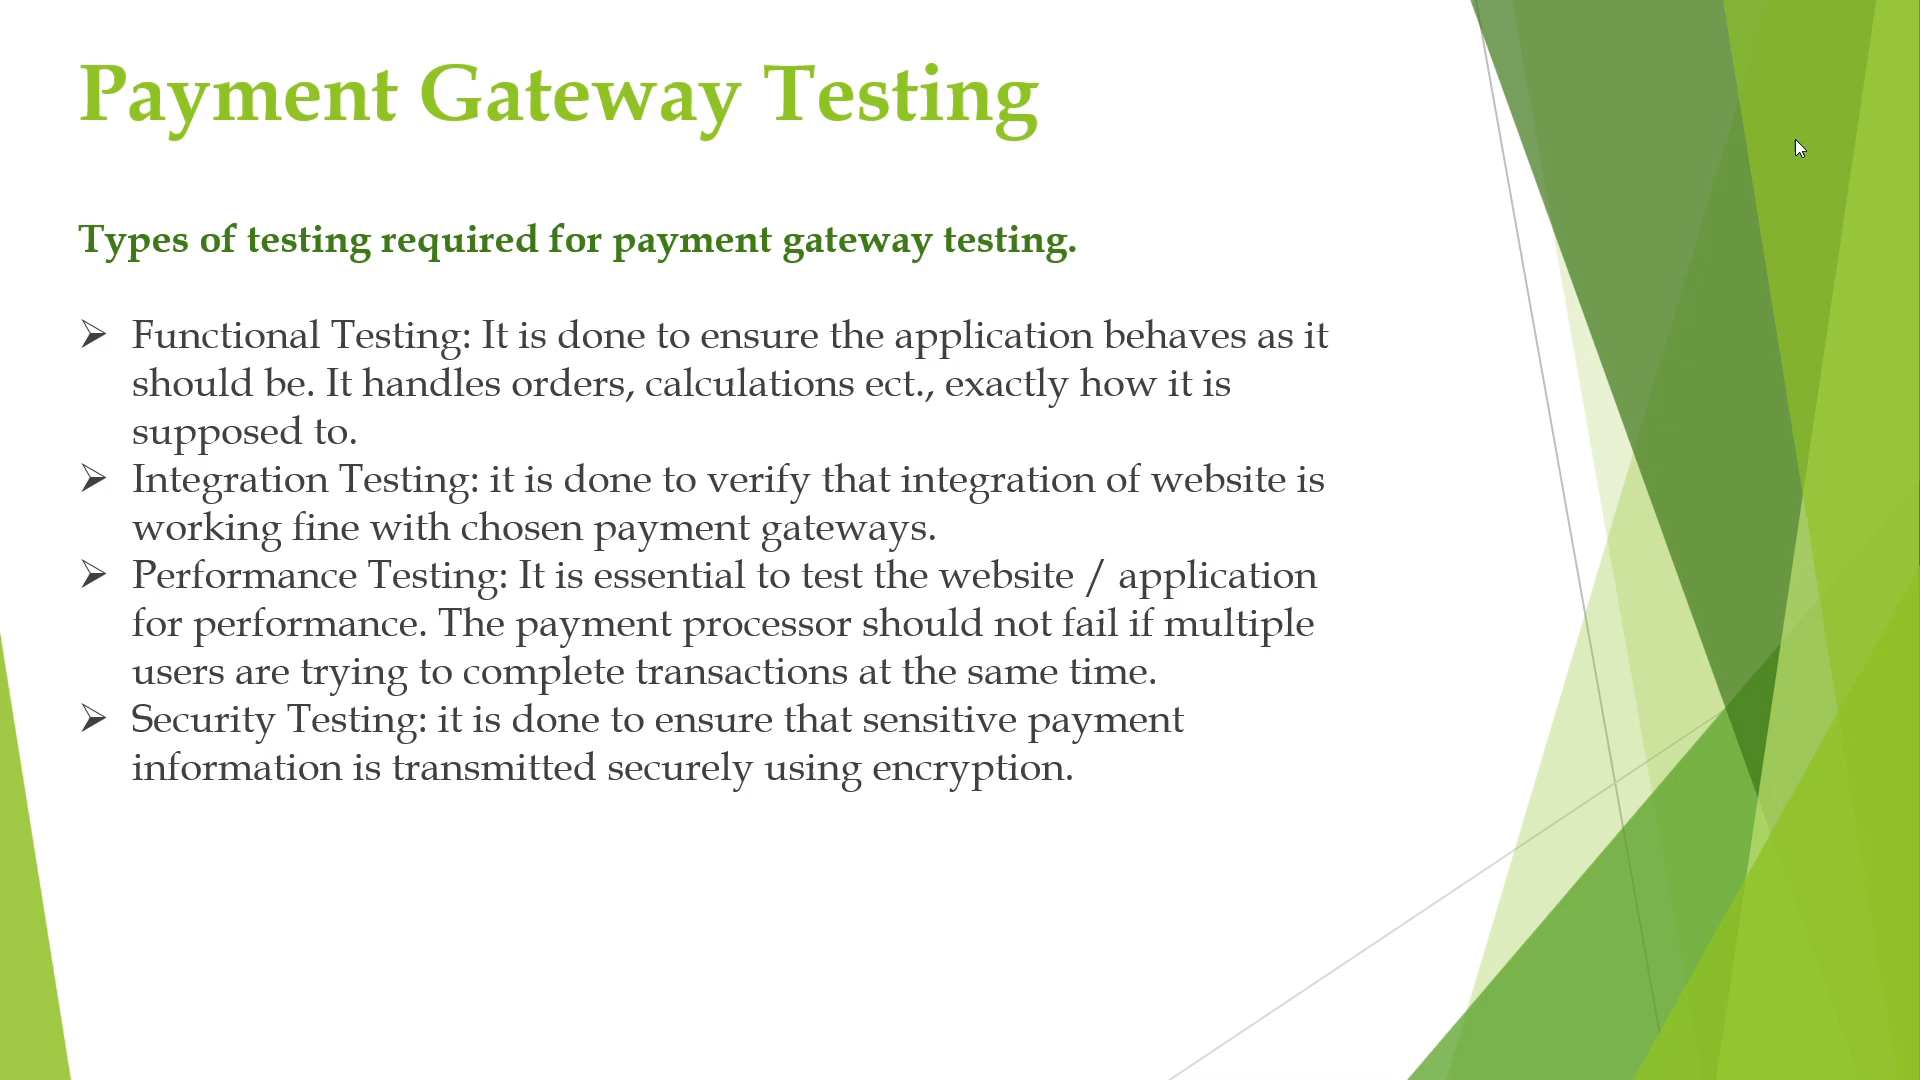 Payment Gateway Testing
Types of testing required for payment gateway testing.
➢ Functional Testing: It is done to ensure the application behaves as it
should be. It handles orders, calculations ect., exactly how it is
supposed to.
➢ Integration Testing: it is done to verify that integration of website is
working fine with chosen payment gateways.
➢ Performance Testing: It is essential to test the website / application
for performance. The payment processor should not fail if multiple
users are trying to complete transactions at the same time.
➢ Security Testing: it is done to ensure that sensitive payment
information is transmitted securely using encryption.